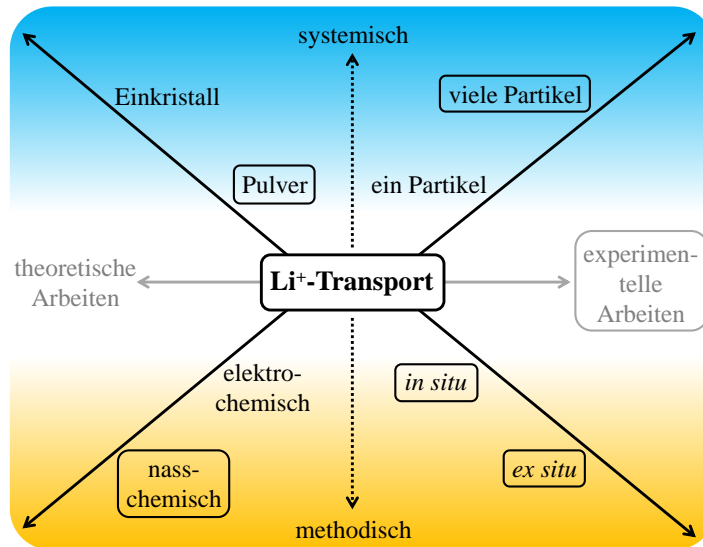 systemisch
Einkristall
viele Partikel
Pulver
ein Partikel
theoretische
Arbeiten
Li⁺-Transport
experimen-
telle
Arbeiten
elektro-
chemisch
in situ
nass-
chemisch
ex situ
methodisch